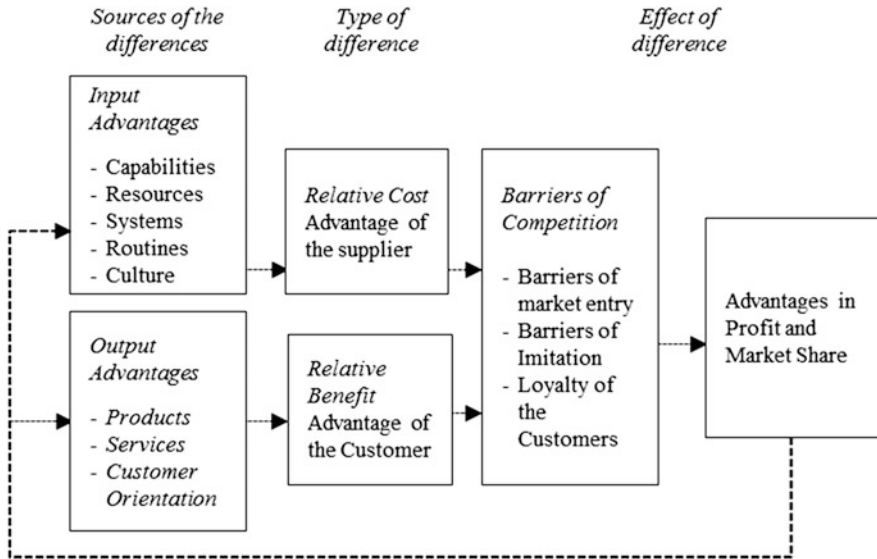 Sources of the
differences
Type of
difference
Effect of
difference
Input
Advantages
- Capabilities
- Resources
- Systems
- Routines
- Culture
Output
Advantages
- Products
- Services
- Customer
Orientation
Relative Cost
Advantage of
the supplier
Relative
Benefit
Advantage of
the Customer
Barriers of
Competition
- Barriers of
market entry
- Barriers of
Imitation
- Loyalty of
the
Customers
Advantages in
Profit and
Market Share